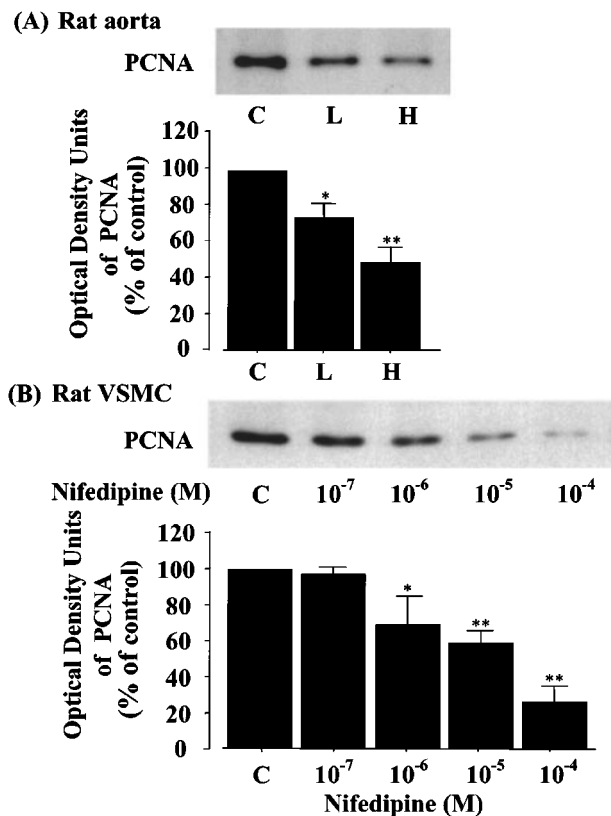 (A) Rat aorta
PCNA
C L H
Optical Density Units
of PCNA
(% of control)
120
100
80
60
40
20
0
*
**
C L H
(B) Rat VSMC
PCNA
Nifedipine (M) C 10⁻⁷ 10⁻⁶ 10⁻⁵ 10⁻⁴
Optical Density Units
of PCNA
(% of control)
120
100
80
60
40
20
0
*
**
**
C 10⁻⁷ 10⁻⁶ 10⁻⁵ 10⁻⁴
Nifedipine (M)